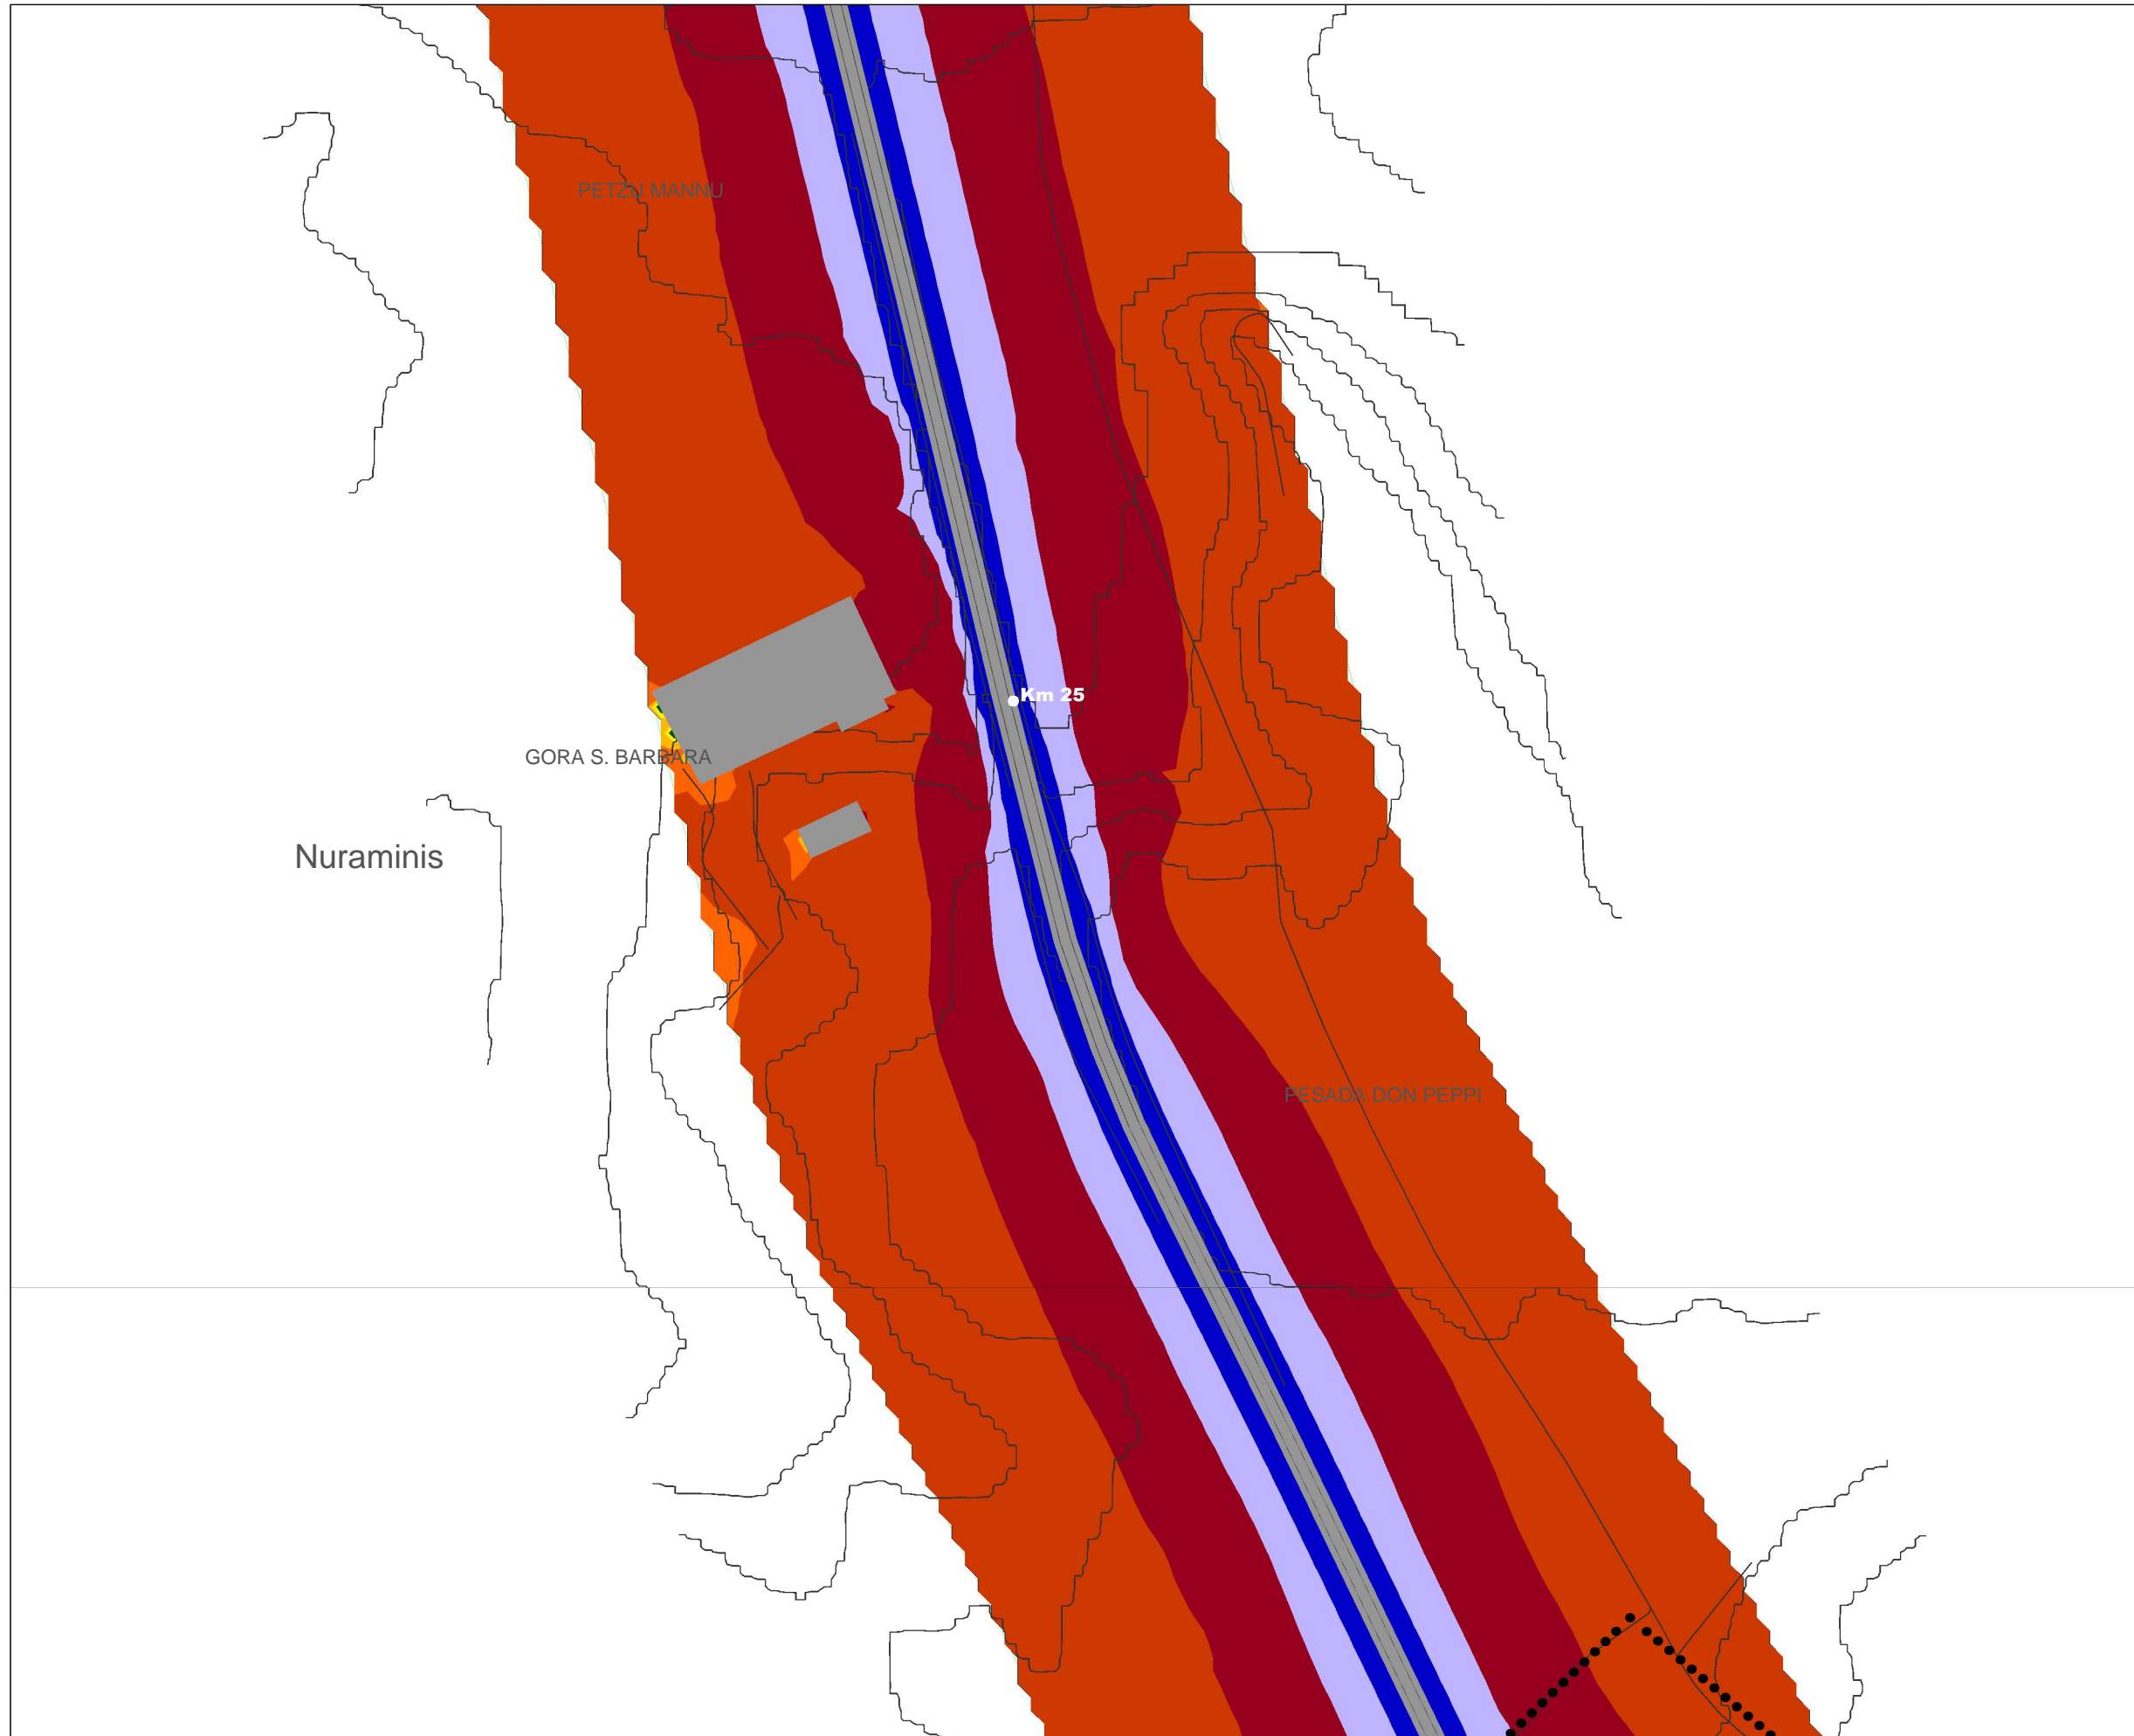 PETZU MANNU
Km 25
GORA S. BARBARA
Nuraminis
PESADA DON PEPPI